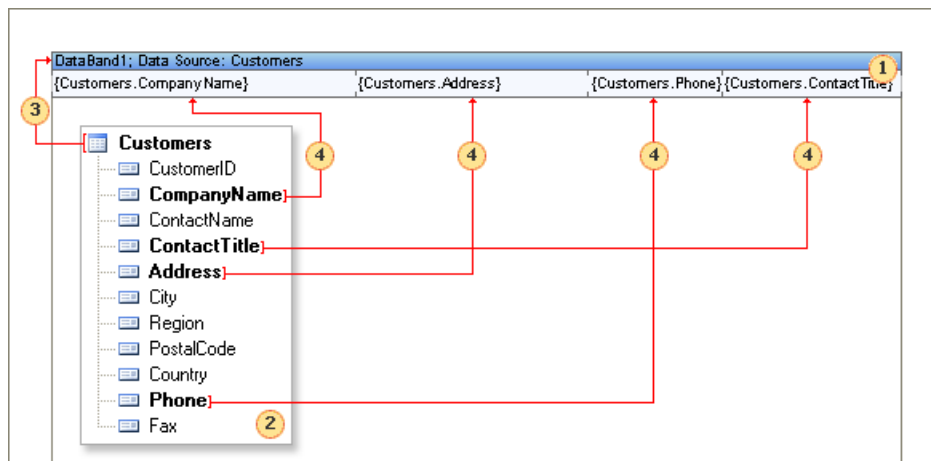 DataBand1; Data Source: Customers
1
{Customers.CompanyName} {Customers.Address} {Customers.Phone} {Customers.ContactTitle}
3
Customers
4 4 4 4
CustomerID
CompanyName
ContactName
ContactTitle
Address
City
Region
PostalCode
Country
Phone
Fax
2